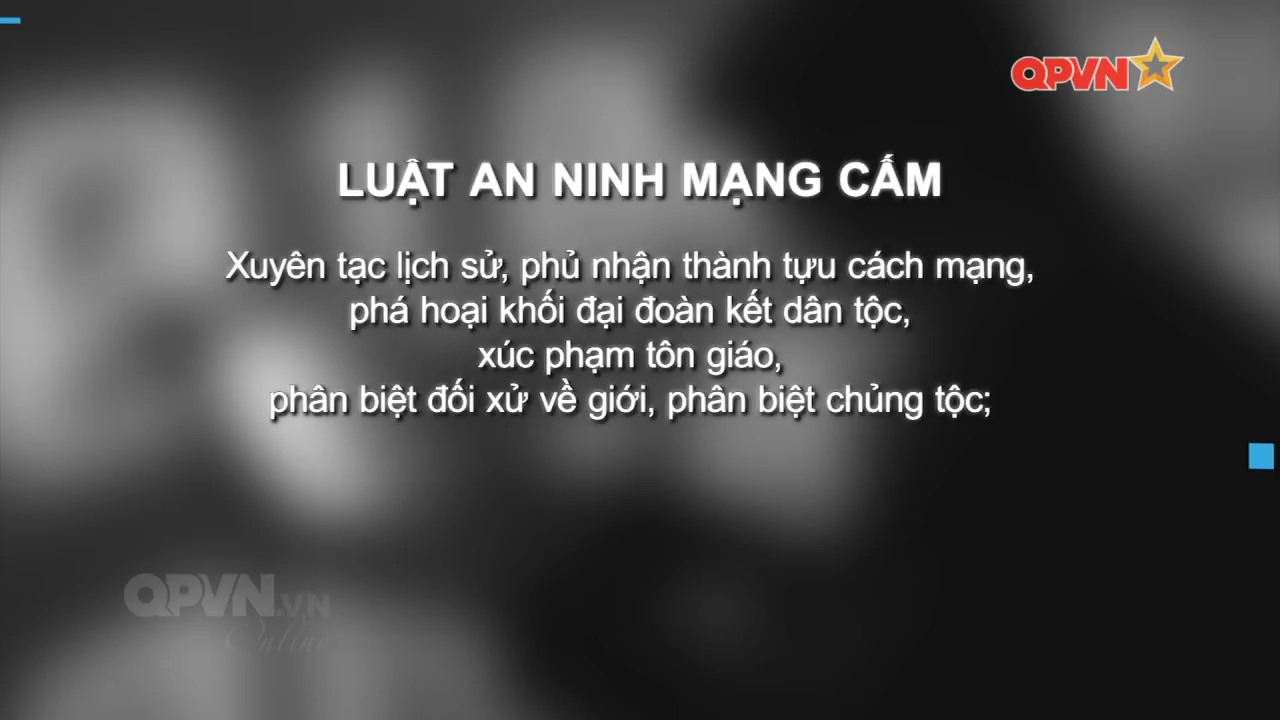 QPVN
LUẬT AN NINH MẠNG CẤM
Xuyên tạc lịch sử, phủ nhận thành tựu cách mạng,
phá hoại khối đại đoàn kết dân tộc,
xúc phạm tôn giáo,
phân biệt đối xử về giới, phân biệt chủng tộc;
QPVN.VN
Online